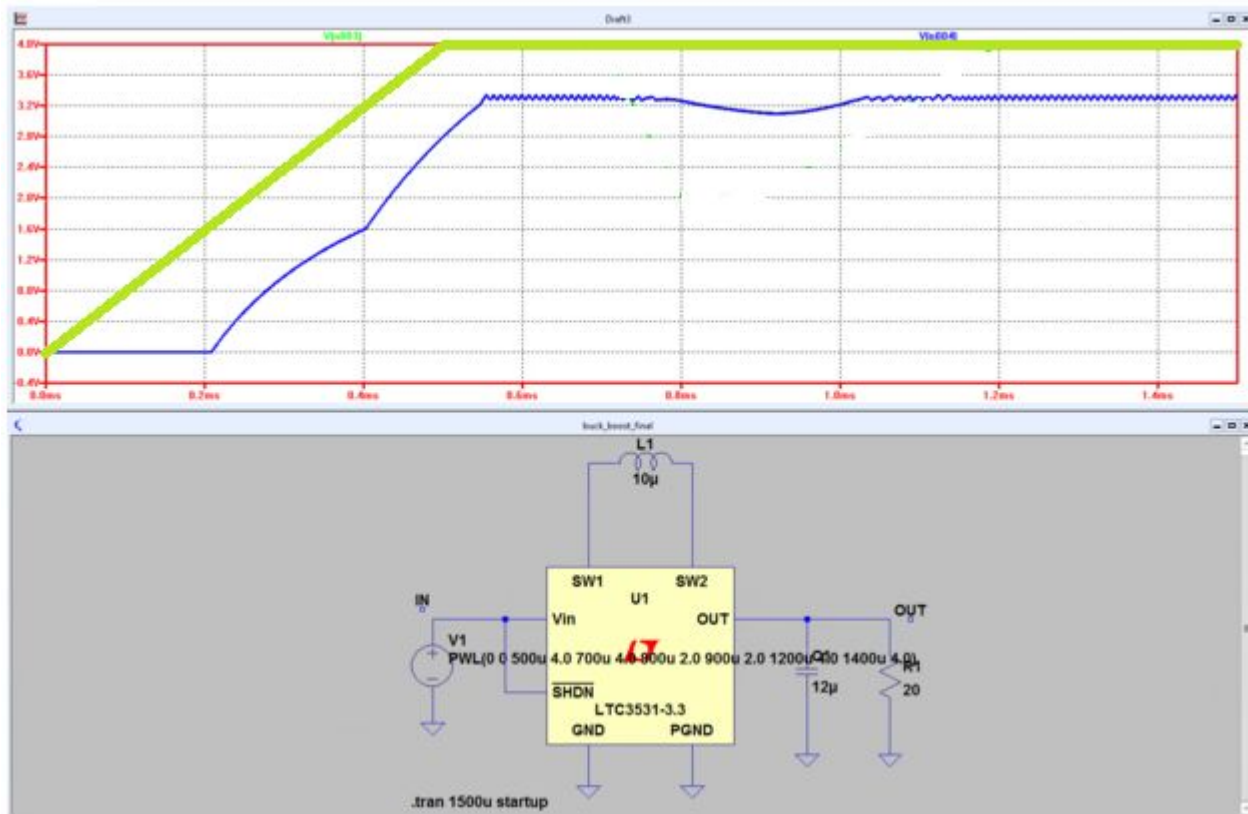 Draft3
V(n003) V(n004)
4.0V
3.6V
3.2V
2.8V
2.4V
2.0V
1.6V
1.2V
0.8V
0.4V
0.0V
-0.4V
0.0ms 0.2ms 0.4ms 0.6ms 0.8ms 1.0ms 1.2ms 1.4ms
buck_boost_final
L1
10µ
SW1 SW2
U1
IN
Vin OUT
OUT
V1
PWL(0 0 500u 4.0 700u 4.0 800u 2.0 900u 2.0 1200u 4.0 1400u 4.0)
C1
R1
SHDN
12µ
20
LTC3531-3.3
GND PGND
.tran 1500u startup